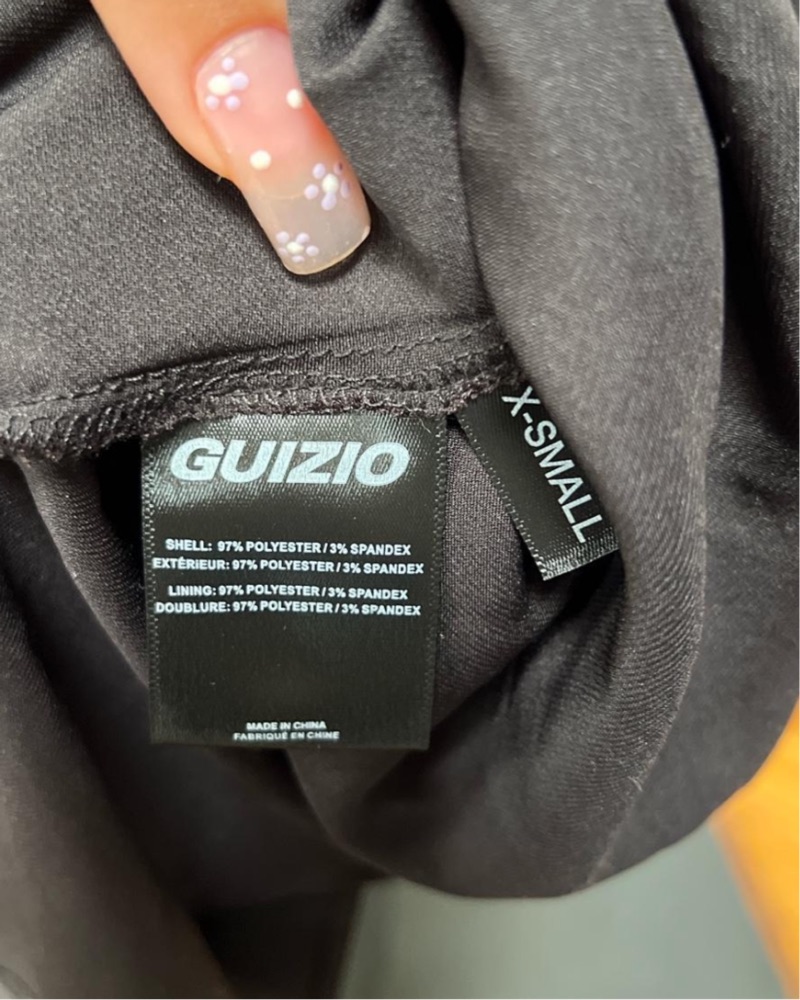 GUIZIO
SHELL: 97% POLYESTER / 3% SPANDEX
EXTÉRIEUR: 97% POLYESTER / 3% SPANDEX
LINING: 97% POLYESTER / 3% SPANDEX
DOUBLURE: 97% POLYESTER / 3% SPANDEX
MADE IN CHINA
FABRIQUÉ EN CHINE
X-SMALL